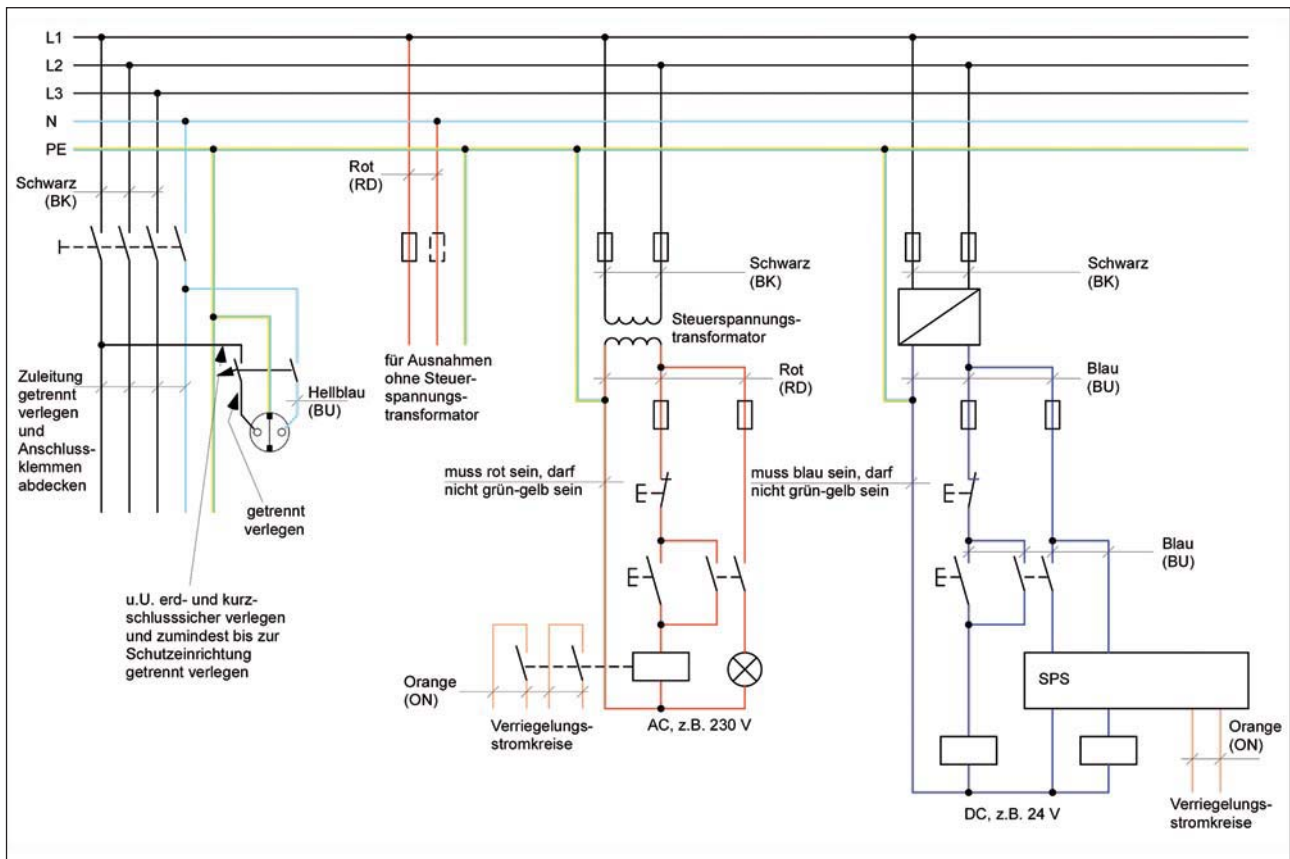 L1
L2
L3
N
PE
Schwarz
(BK)
Rot
(RD)
Schwarz
(BK)
Schwarz
(BK)
Steuerspannungs-
transformator
Zuleitung
getrennt
verlegen
und
Anschluss-
klemmen
abdecken
Hellblau
(BU)
für Ausnahmen
ohne Steuer-
spannungs-
transformator
Rot
(RD)
Blau
(BU)
getrennt
verlegen
muss rot sein, darf
nicht grün-gelb sein
muss blau sein, darf
nicht grün-gelb sein
E
E
Blau
(BU)
E
E
u.U. erd- und kurz-
schlusssicher verlegen
und zumindest bis zur
Schutzeinrichtung
getrennt verlegen
Orange
(ON)
Verriegelungs-
stromkreise
AC, z.B. 230 V
SPS
Orange
(ON)
DC, z.B. 24 V
Verriegelungs-
stromkreise